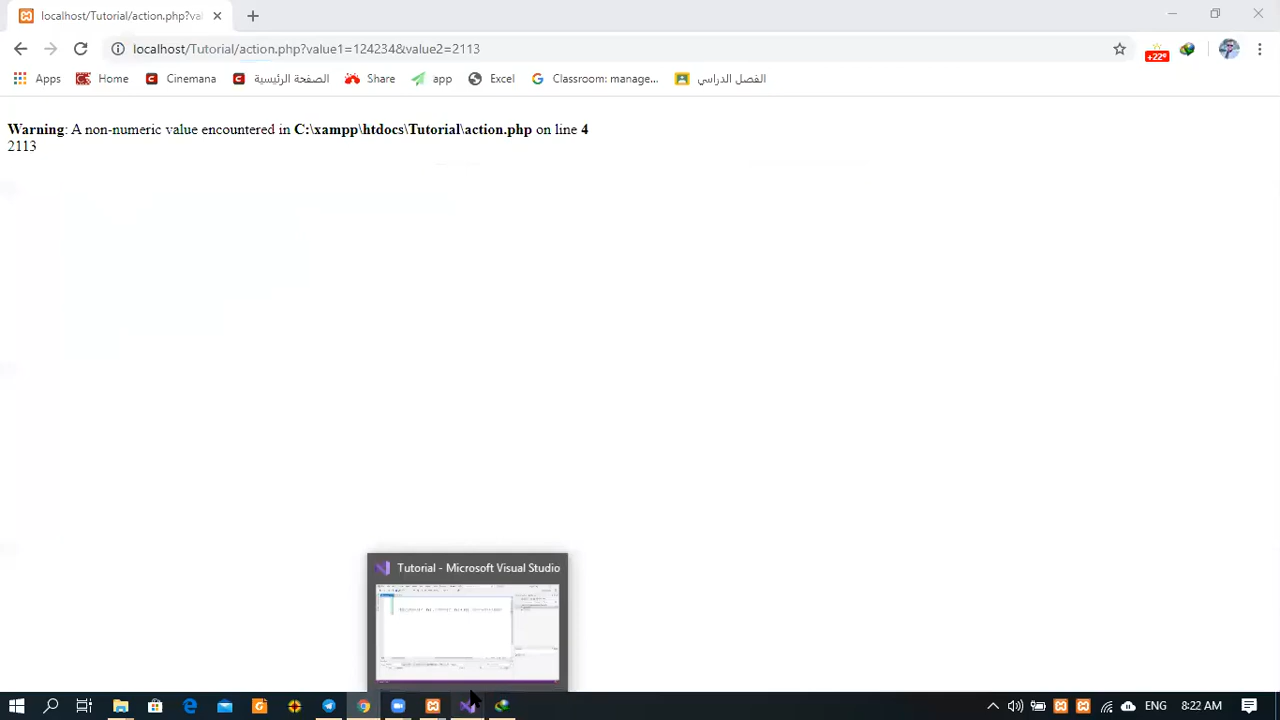 localhost/Tutorial/action.php?va
localhost/Tutorial/action.php?value1=124234&value2=2113
+22°
Apps Home Cinemana الصفحة الرئيسية Share app Excel Classroom: manage... الفصل الدراسي
Warning: A non-numeric value encountered in C:\xampp\htdocs\Tutorial\action.php on line 4
2113
Tutorial - Microsoft Visual Studio
ENG 8:22 AM